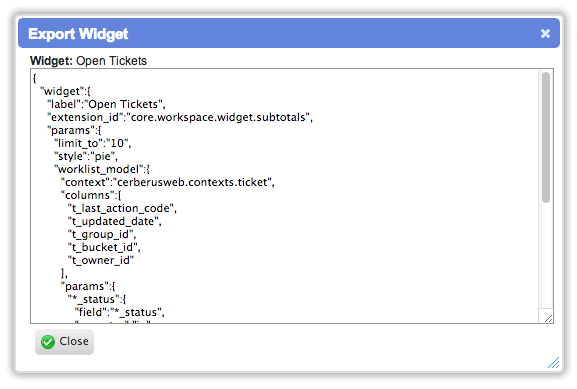 Export Widget
Widget: Open Tickets
{
"widget":{
"label":"Open Tickets",
"extension_id":"core.workspace.widget.subtotals",
"params":{
"limit_to":"10",
"style":"pie",
"worklist_model":{
"context":"cerberusweb.contexts.ticket",
"columns":[
"t_last_action_code",
"t_updated_date",
"t_group_id",
"t_bucket_id",
"t_owner_id"
],
"params":{
"*_status":{
"field":"*_status",
Close